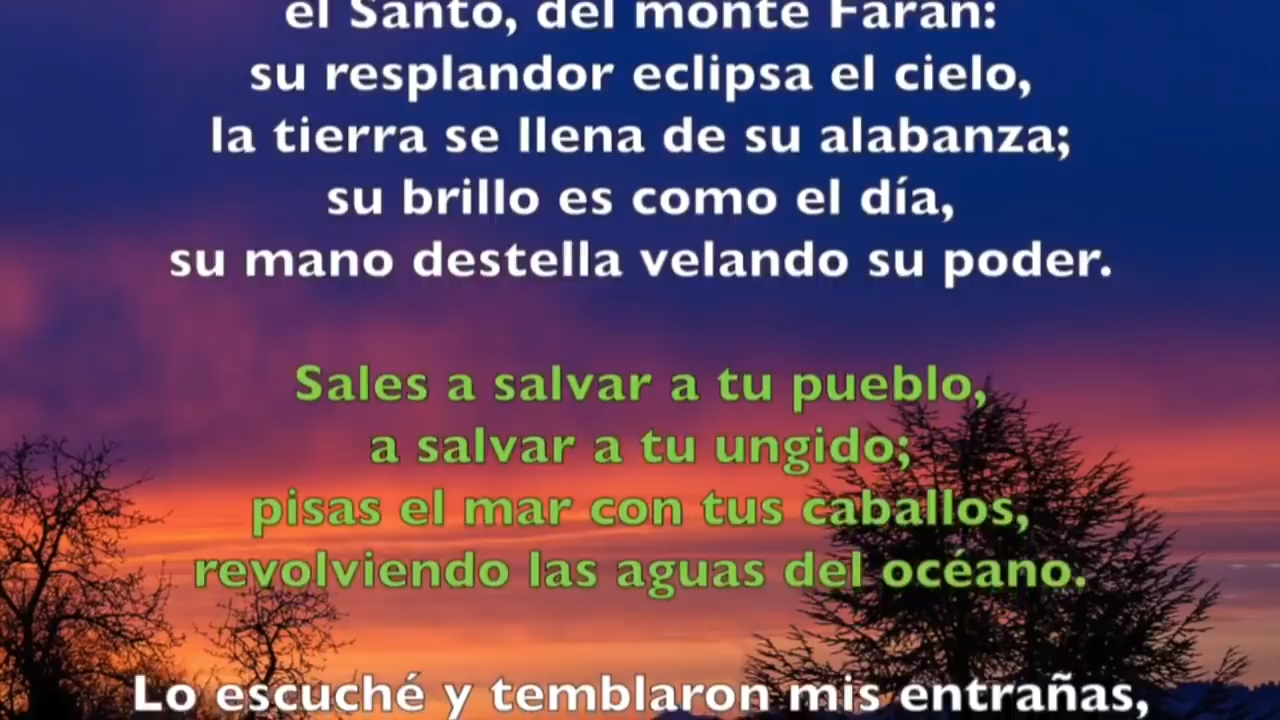 el Santo, del monte Farán:
su resplandor eclipsa el cielo,
la tierra se llena de su alabanza;
su brillo es como el día,
su mano destella velando su poder.
Sales a salvar a tu pueblo,
a salvar a tu ungido;
pisas el mar con tus caballos,
revolviendo las aguas del océano.
Lo escuché y temblaron mis entrañas,